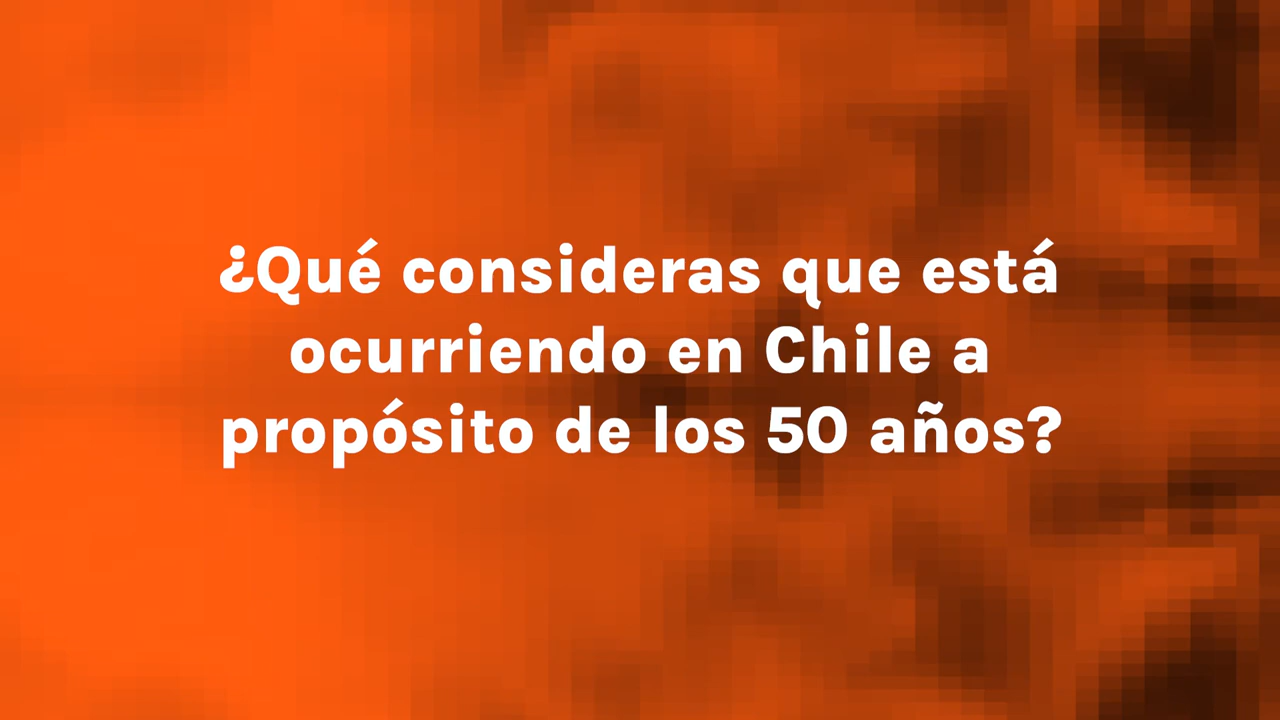 ¿Qué consideras que está
ocurriendo en Chile a
propósito de los 50 años?